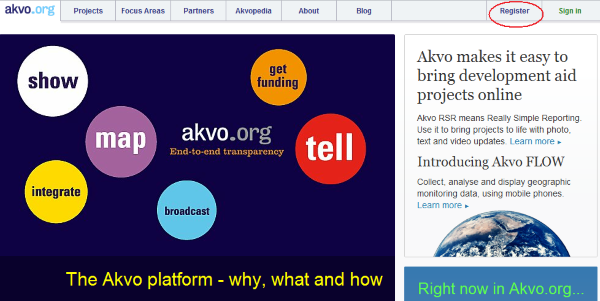 akvo.org
Projects
Focus Areas
Partners
Akvopedia
About
Blog
Register
Sign in
show
get
funding
map
akvo.org
End-to-end transparency
tell
integrate
broadcast
The Akvo platform - why, what and how
Akvo makes it easy to
bring development aid
projects online
Akvo RSR means Really Simple Reporting.
Use it to bring projects to life with photo,
text and video updates. Learn more ▸
Introducing Akvo FLOW
Collect, analyse and display geographic
monitoring data, using mobile phones.
Learn more ▸
Right now in Akvo.org...